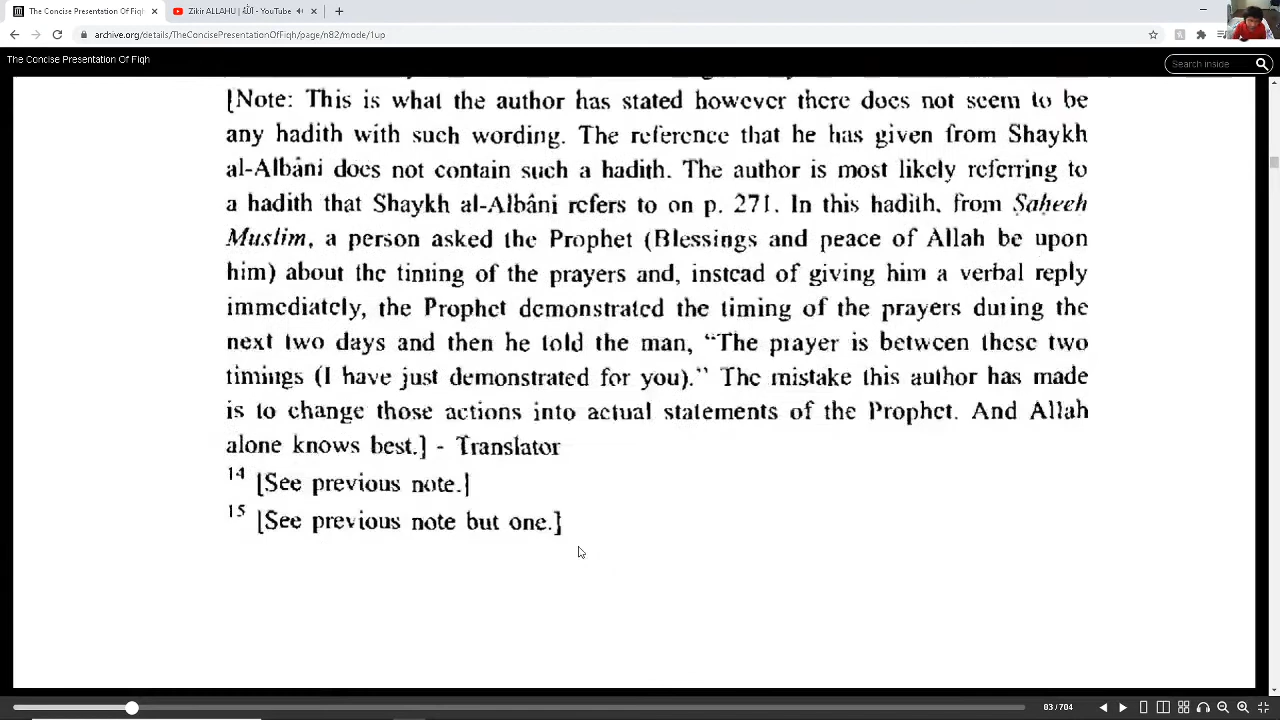 The Concise Presentation Of Fiqh
Zikir ALLAHU | الله - YouTube
archive.org/details/TheConcisePresentationOfFiqh/page/n82/mode/1up
The Concise Presentation Of Fiqh
Search inside
[Note: This is what the author has stated however there does not seem to be
any hadith with such wording. The reference that he has given from Shaykh
al-Albâni does not contain such a hadith. The author is most likely referring to
a hadith that Shaykh al-Albâni refers to on p. 271. In this hadith, from Saheeh
Muslim, a person asked the Prophet (Blessings and peace of Allah be upon
him) about the timing of the prayers and, instead of giving him a verbal reply
immediately, the Prophet demonstrated the timing of the prayers during the
next two days and then he told the man, “The prayer is between these two
timings (I have just demonstrated for you).” The mistake this author has made
is to change those actions into actual statements of the Prophet. And Allah
alone knows best.] - Translator
14 [See previous note.]
15 [See previous note but one.]
83 / 704